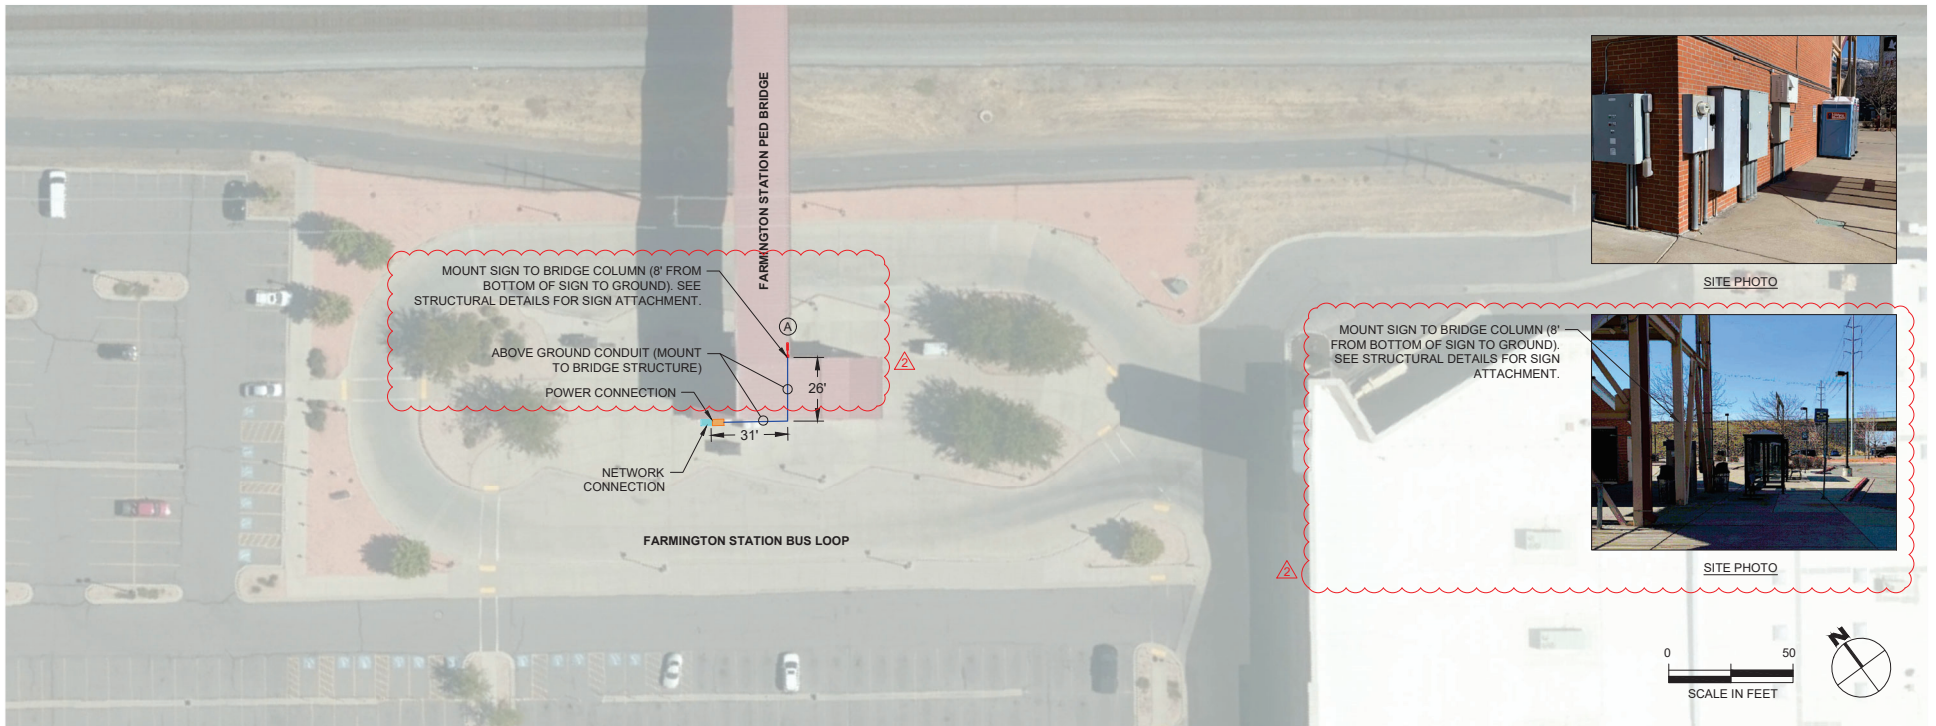 FARMINGTON STATION PED BRIDGE
MOUNT SIGN TO BRIDGE COLUMN (8' FROM
BOTTOM OF SIGN TO GROUND). SEE
STRUCTURAL DETAILS FOR SIGN ATTACHMENT.
A
ABOVE GROUND CONDUIT (MOUNT
TO BRIDGE STRUCTURE)
2
26'
POWER CONNECTION
31'
NETWORK
CONNECTION
FARMINGTON STATION BUS LOOP
SITE PHOTO
MOUNT SIGN TO BRIDGE COLUMN (8'
FROM BOTTOM OF SIGN TO GROUND).
SEE STRUCTURAL DETAILS FOR SIGN
ATTACHMENT.
SITE PHOTO
2
0 50
SCALE IN FEET
N